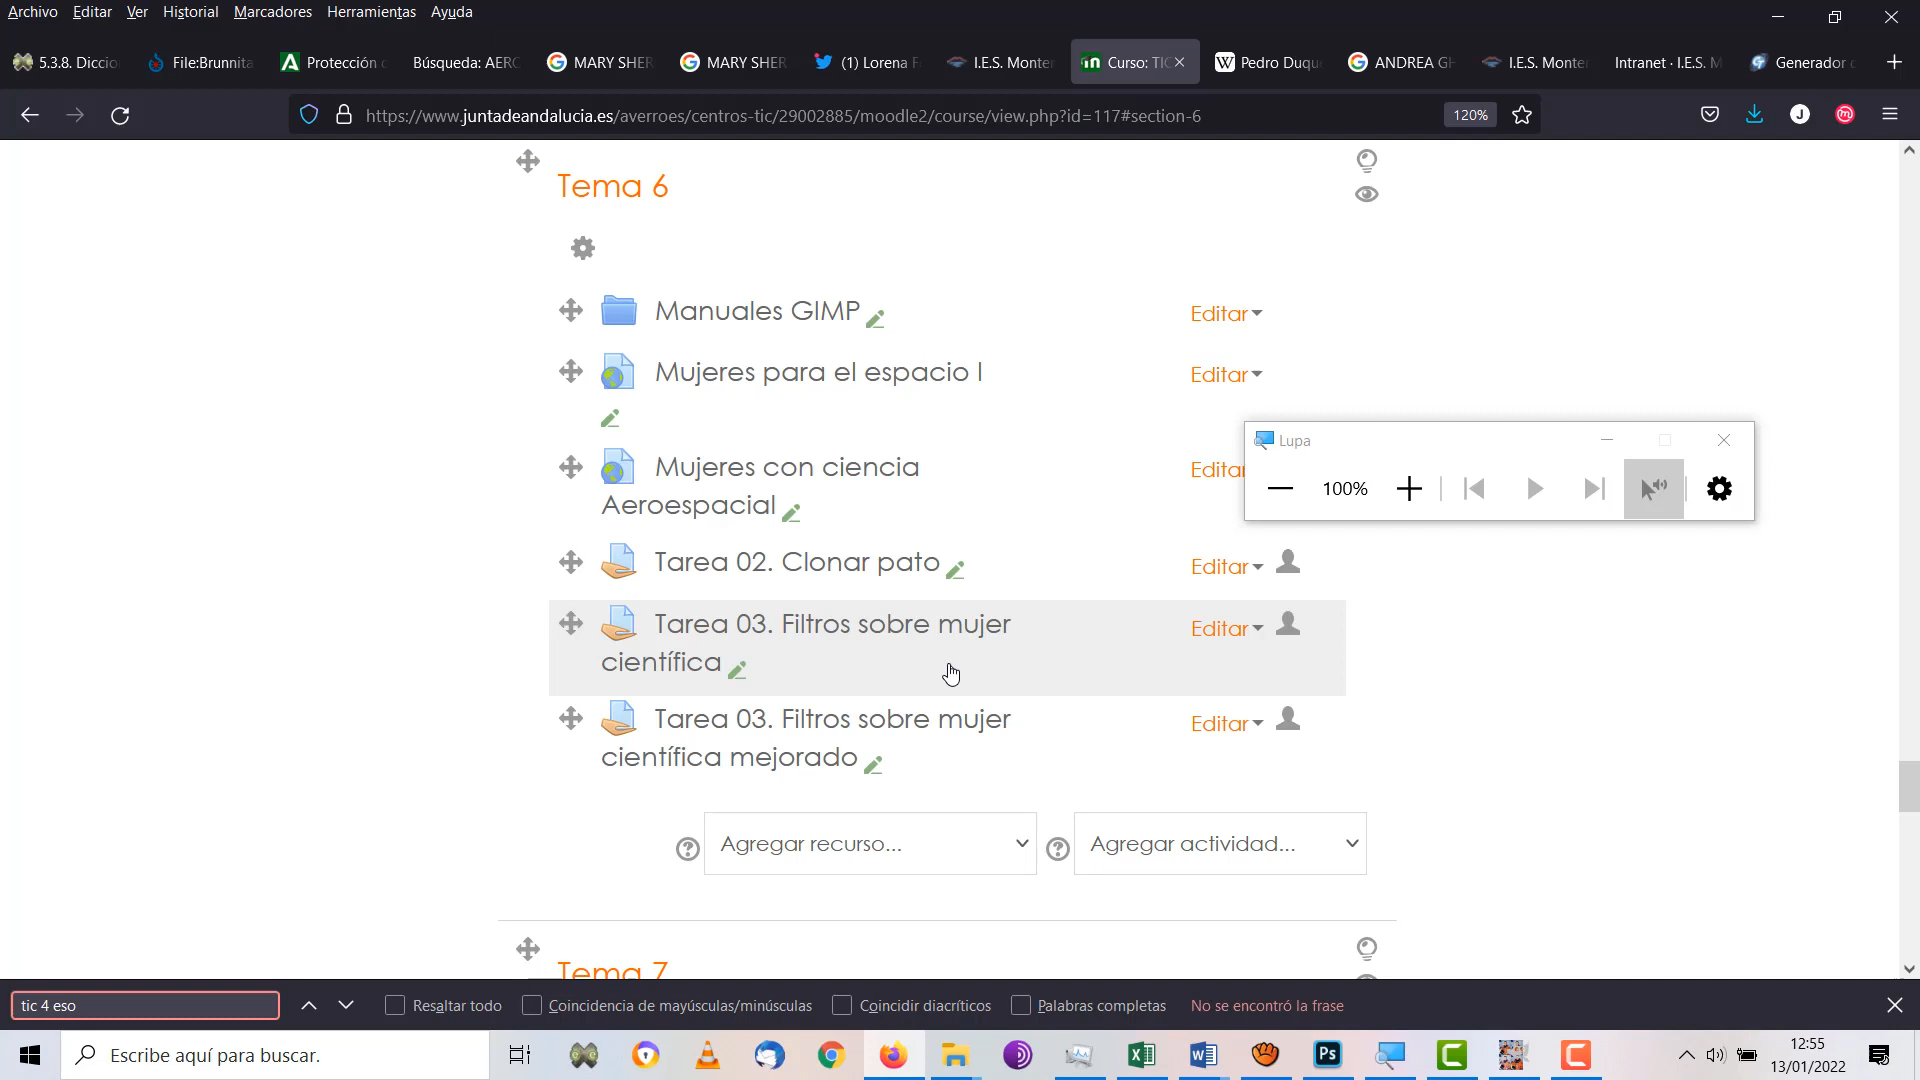 Archivo Editar Ver Historial Marcadores Herramientas Ayuda
5.3.8. Diccio File:Brunnita Protección Búsqueda: AERO MARY SHER MARY SHER (1) Lorena F I.E.S. Monter Curso: TIC Pedro Duqu ANDREA GH I.E.S. Monter Intranet · I.E.S. M Generador
https://www.juntadeandalucia.es/averroes/centros-tic/29002885/moodle2/course/view.php?id=117#section-6 120%
Tema 6
Manuales GIMP Editar
Mujeres para el espacio I Editar
Lupa
Mujeres con ciencia Editar
100%
Aeroespacial
Tarea 02. Clonar pato Editar
Tarea 03. Filtros sobre mujer Editar
científica
Tarea 03. Filtros sobre mujer Editar
científica mejorado
Agregar recurso... Agregar actividad...
Tema 7
tic 4 eso Resaltar todo Coincidencia de mayúsculas/minúsculas Coincidir diacríticos Palabras completas No se encontró la frase
Escribe aquí para buscar.
12:55
13/01/2022